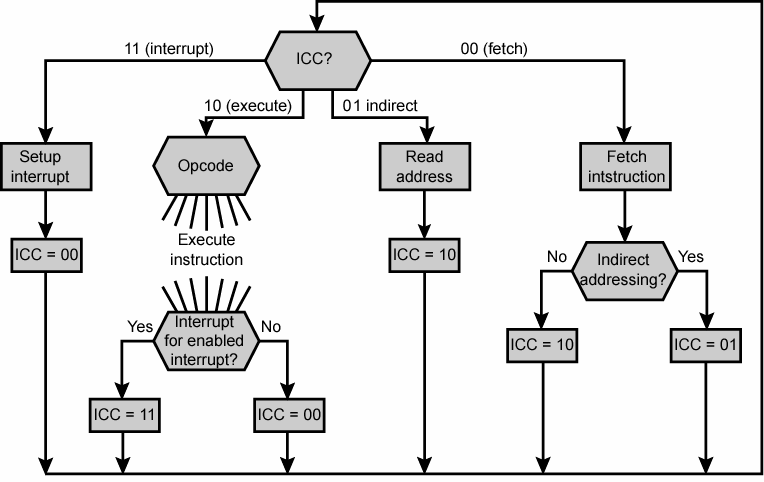 ICC?
11 (interrupt)
00 (fetch)
10 (execute)
01 indirect
Setup
interrupt
Opcode
Read
address
Fetch
intstruction
ICC = 00
Execute
instruction
ICC = 10
No
Indirect
addressing?
Yes
Yes
Interrupt
for enabled
interrupt?
No
ICC = 10
ICC = 01
ICC = 11
ICC = 00